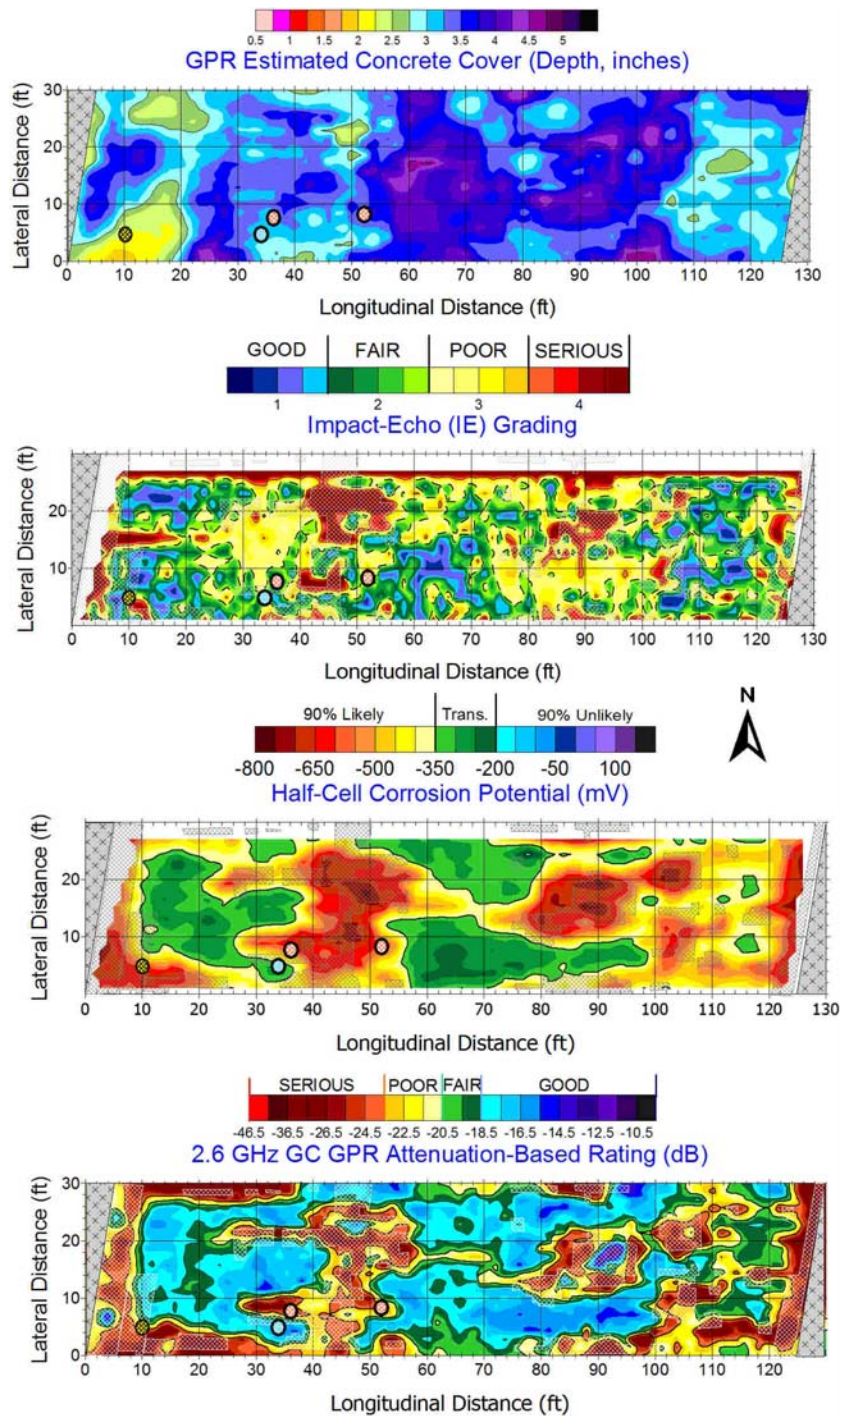 0.5 1 1.5 2 2.5 3 3.5 4 4.5 5
GPR Estimated Concrete Cover (Depth, inches)
Lateral Distance (ft)
30
20
10
0
0 10 20 30 40 50 60 70 80 90 100 110 120 130
Longitudinal Distance (ft)
GOOD FAIR POOR SERIOUS
1 2 3 4
Impact-Echo (IE) Grading
Lateral Distance (ft)
20
10
0 10 20 30 40 50 60 70 80 90 100 110 120 130
Longitudinal Distance (ft)
N
90% Likely Trans. 90% Unlikely
-800 -650 -500 -350 -200 -50 100
Half-Cell Corrosion Potential (mV)
Lateral Distance (ft)
20
10
0 10 20 30 40 50 60 70 80 90 100 110 120 130
Longitudinal Distance (ft)
SERIOUS POOR FAIR GOOD
-46.5 -36.5 -26.5 -24.5 -22.5 -20.5 -18.5 -16.5 -14.5 -12.5 -10.5
2.6 GHz GC GPR Attenuation-Based Rating (dB)
Lateral Distance (ft)
30
20
10
0
0 10 20 30 40 50 60 70 80 90 100 110 120
Longitudinal Distance (ft)